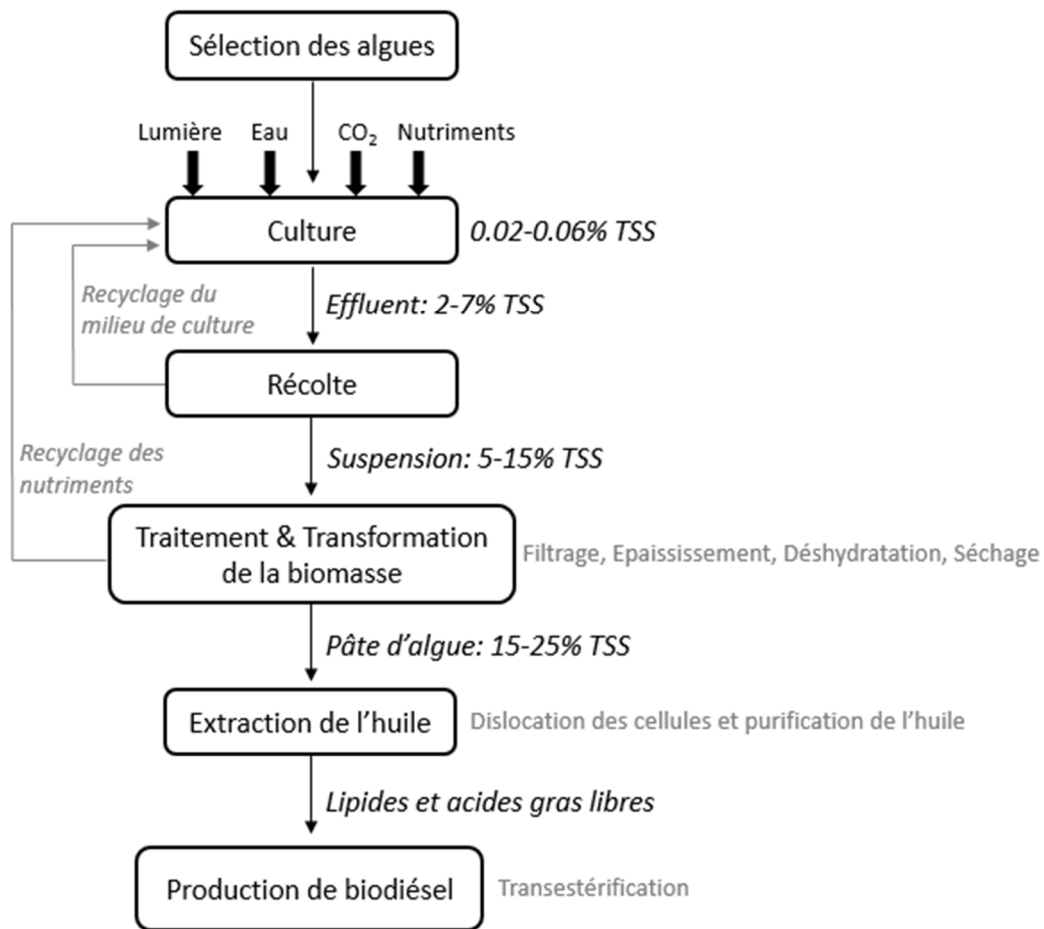 Sélection des algues
Lumière Eau CO₂ Nutriments
Culture
0.02-0.06% TSS
Recyclage du
milieu de culture
Effluent: 2-7% TSS
Récolte
Recyclage des
nutriments
Suspension: 5-15% TSS
Traitement & Transformation
de la biomasse
Filtrage, Epaississement, Déshydratation, Séchage
Pâte d'algue: 15-25% TSS
Extraction de l'huile
Dislocation des cellules et purification de l'huile
Lipides et acides gras libres
Production de biodiésel
Transestérification